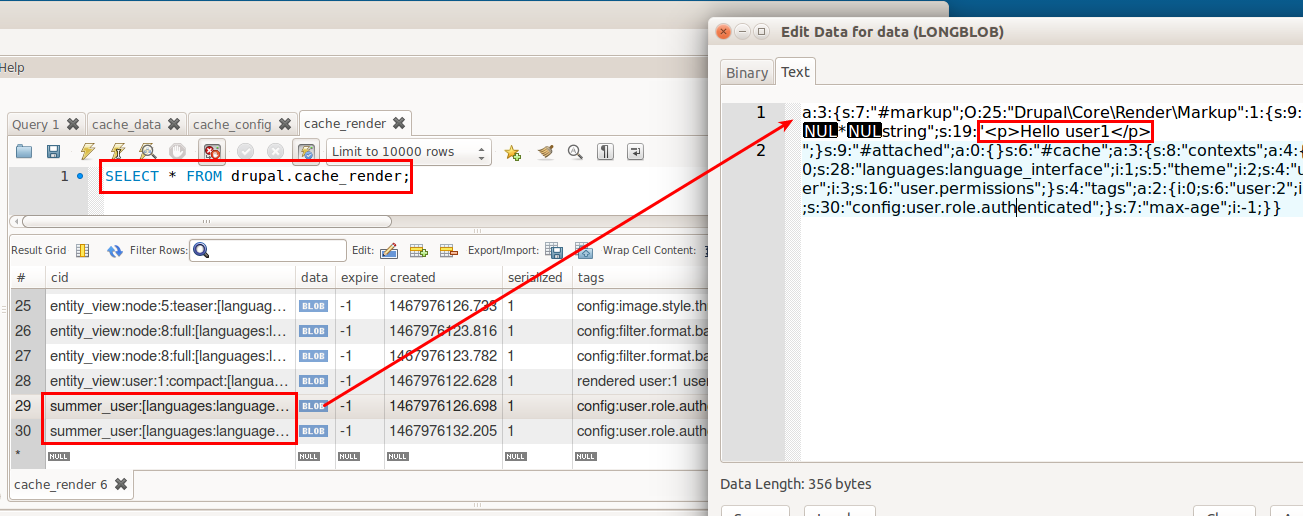 Help
Query 1
cache_data
cache_config
cache_render
Limit to 10000 rows
1 SELECT * FROM drupal.cache_render;
Result Grid Filter Rows: Edit: Export/Import: Wrap Cell Content:
# cid data expire created serialized tags
25 entity_view:node:5:teaser:[languag... BLOB -1 1467976126.733 1 config:image.style.th
26 entity_view:node:8:full:[languages:l... BLOB -1 1467976123.816 1 config:filter.format.ba
27 entity_view:node:8:full:[languages:l... BLOB -1 1467976123.782 1 config:filter.format.ba
28 entity_view:user:1:compact:[langua... BLOB -1 1467976122.628 1 rendered user:1 use
29 summer_user:[languages:language... BLOB -1 1467976126.698 1 config:user.role.auth
30 summer_user:[languages:language... BLOB -1 1467976132.205 1 config:user.role.auth
* NULL NULL NULL NULL NULL NULL
cache_render 6
Edit Data for data (LONGBLOB)
Binary Text
1 a:3:{s:7:"#markup";O:25:"Drupal\Core\Render\Markup":1:{s:9:
NUL*NULstring";s:19:"<p>Hello user1</p>
2 ";}s:9:"#attached";a:0:{}s:6:"#cache";a:3:{s:8:"contexts";a:4:{
0;s:28:"languages:language_interface";i:1;s:5:"theme";i:2;s:4:"u
er";i:3;s:16:"user.permissions";}s:4:"tags";a:2:{i:0;s:6:"user:2";i
;s:30:"config:user.role.authenticated";}s:7:"max-age";i:-1;}}
Data Length: 356 bytes